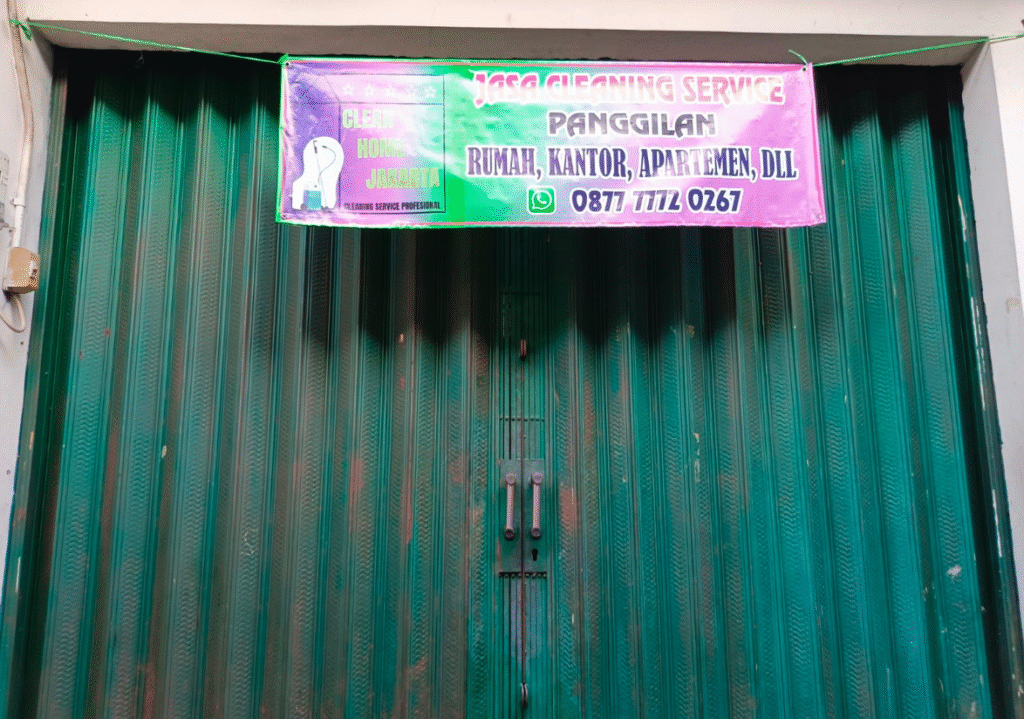 CLEAN
HOME
JAKARTA
CLEANING SERVICE PROFESIONAL
JASA CLEANING SERVICE
PANGGILAN
RUMAH, KANTOR, APARTEMEN, DLL
0877 7772 0267